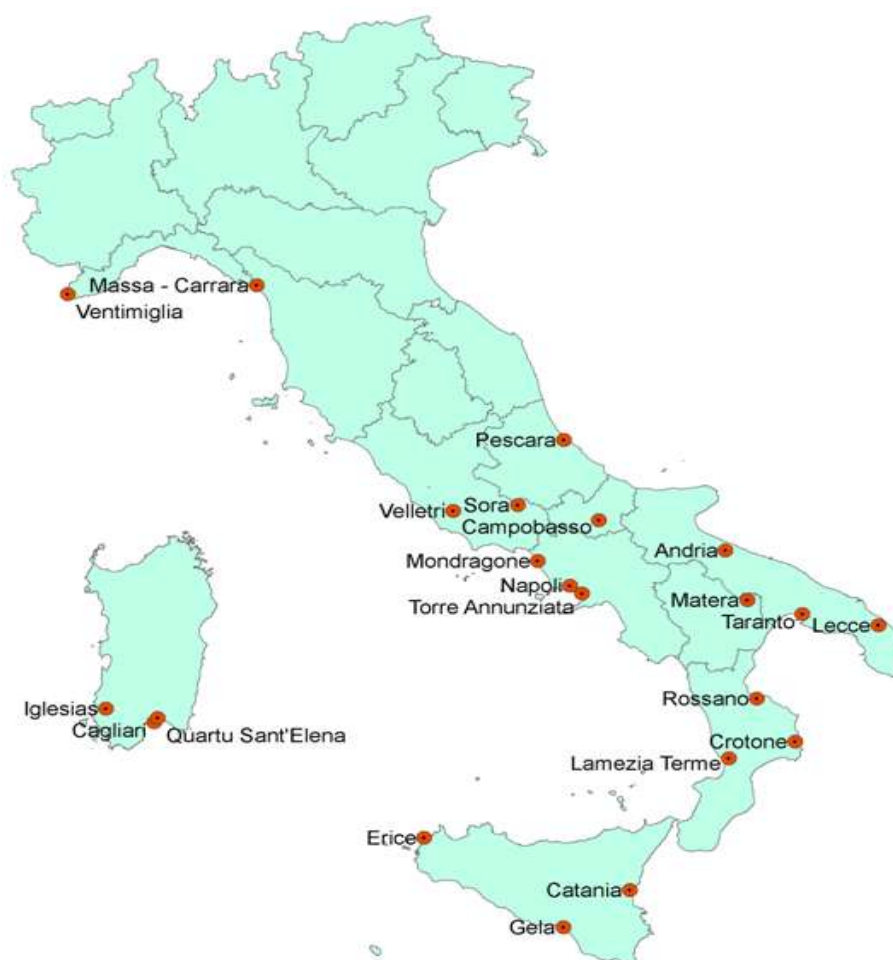 Massa - Carrara
Ventimiglia
Pescara
Sora
Velletri
Campobasso
Andria
Mondragone
Napoli
Matera
Torre Annunziata
Taranto
Lecce
Rossano
Iglesias
Cagliari
Quartu Sant'Elena
Crotone
Lamezia Terme
Erice
Catania
Gela